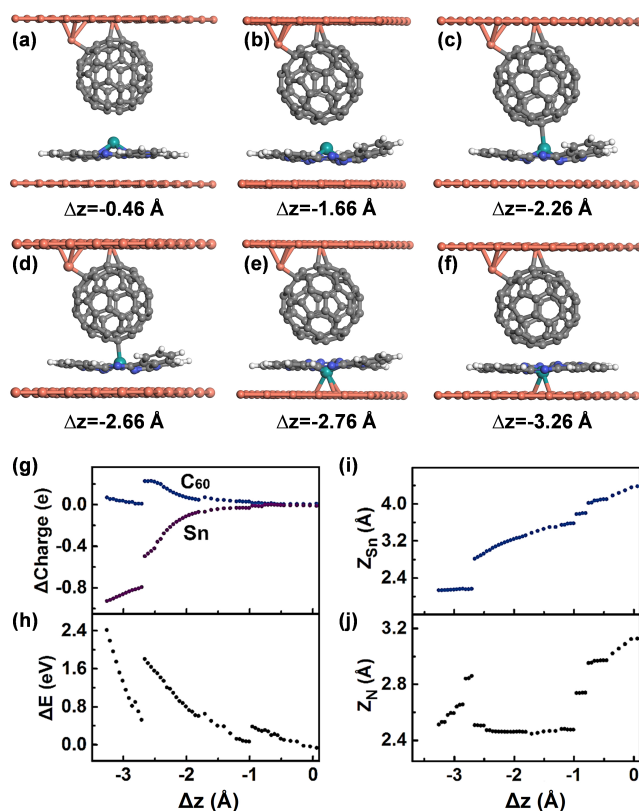 (a) (b) (c)
Δz=-0.46 Å Δz=-1.66 Å Δz=-2.26 Å
(d) (e) (f)
Δz=-2.66 Å Δz=-2.76 Å Δz=-3.26 Å
(g) (i)
C60
Sn
ΔCharge (e)
0.0
-0.4
-0.8
Z_Sn (Å)
4.0
3.2
2.4
(h) (j)
ΔE (eV)
2.4
1.6
0.8
0.0
Z_N (Å)
3.2
2.8
2.4
-3 -2 -1 0 -3 -2 -1 0
Δz (Å) Δz (Å)